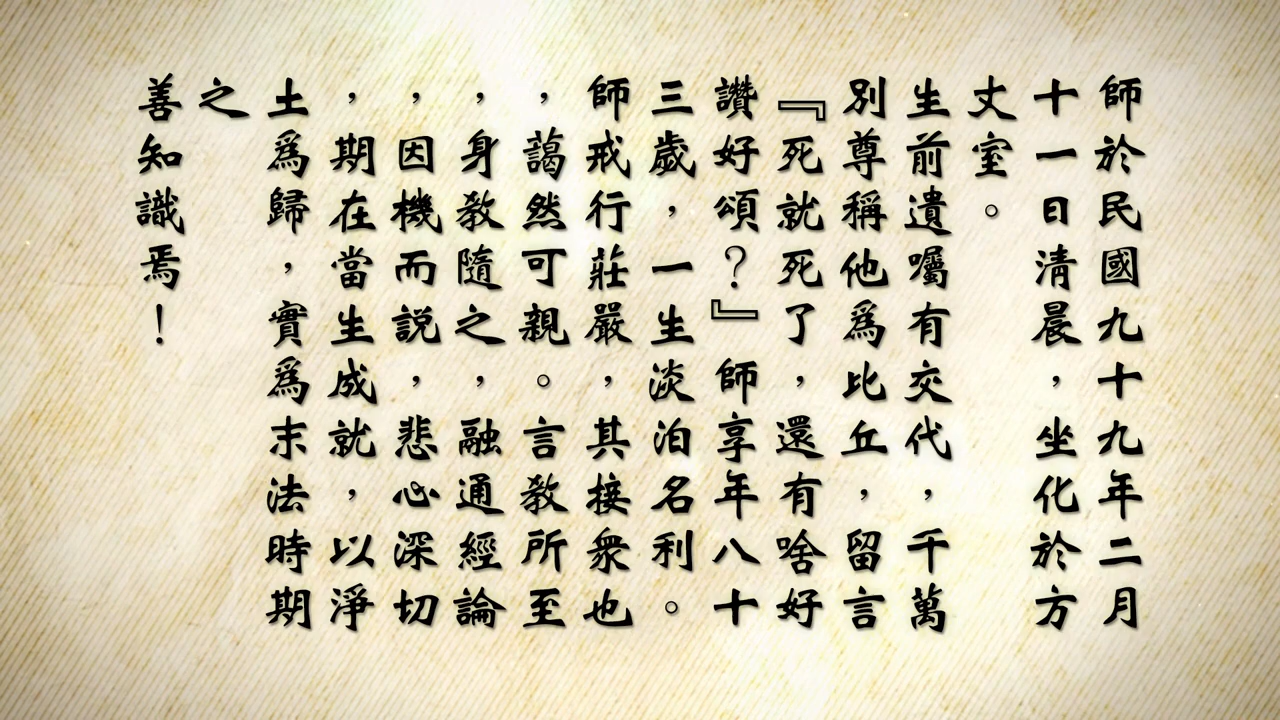 師於民國九十九年二月
十一日清晨，坐化於方
丈室。
生前遺囑有交代，千萬
別尊稱他為比丘，留言
『死就死了，還有啥好
讚好頌？』師享年八十
三歲，一生淡泊名利。
師戒行莊嚴，其接衆也
，藹然可親。言教所至
，身教隨之，融通經論
，因機而説，悲心深切
，期在當生成就，以淨
土為歸，實為末法時期
之
善知識焉！